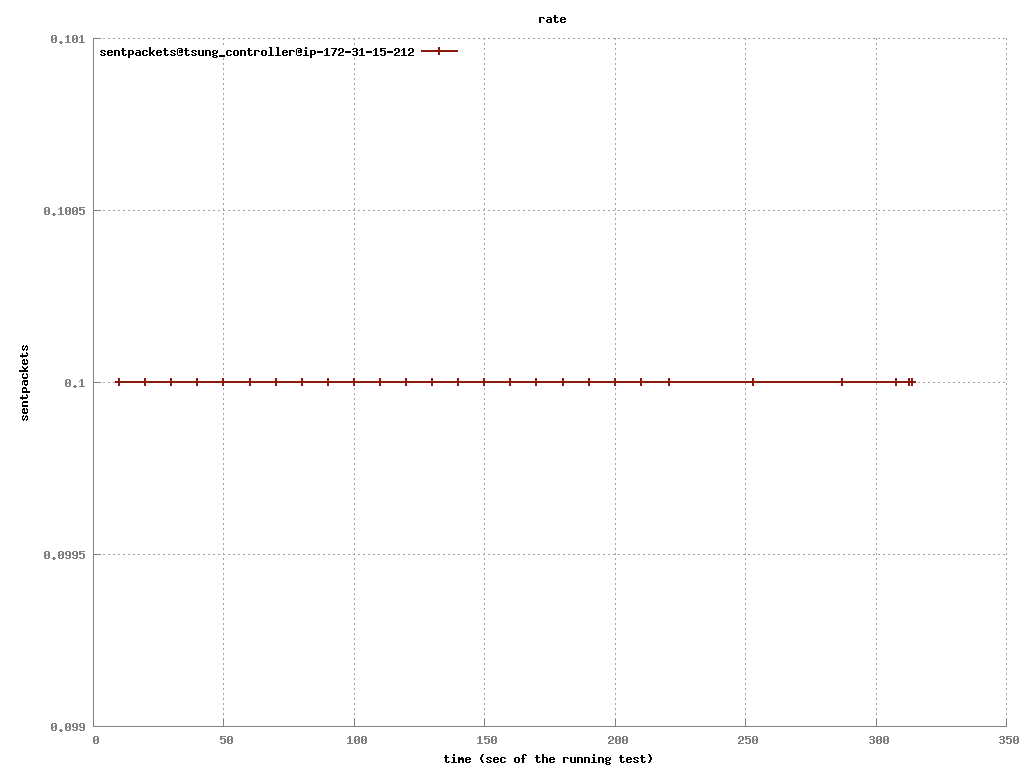 rate
0.101
sentpackets@tsung_controller@ip-172-31-15-212
0.1005
sentpackets
0.1
0.0995
0.099
0 50 100 150 200 250 300 350
time (sec of the running test)